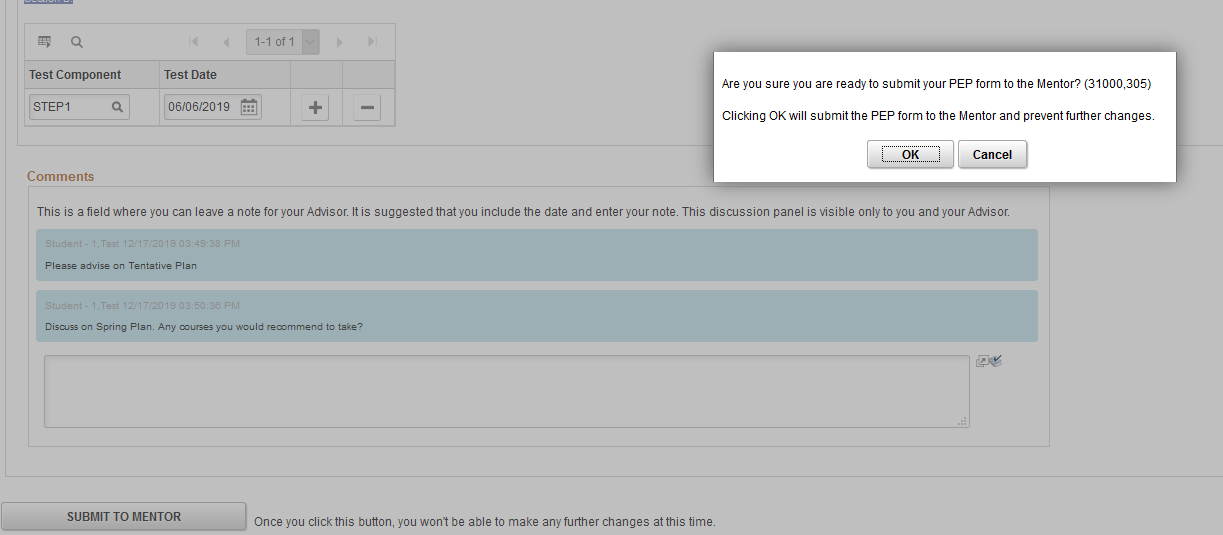 1-1 of 1
Test Component Test Date
STEP1 06/06/2019
Are you sure you are ready to submit your PEP form to the Mentor? (31000,305)
Clicking OK will submit the PEP form to the Mentor and prevent further changes.
OK Cancel
Comments
This is a field where you can leave a note for your Advisor. It is suggested that you include the date and enter your note. This discussion panel is visible only to you and your Advisor.
Student - 1,Test 12/17/2019 03:49:38 PM
Please advise on Tentative Plan
Student - 1,Test 12/17/2019 03:50:36 PM
Discuss on Spring Plan. Any courses you would recommend to take?
SUBMIT TO MENTOR Once you click this button, you won't be able to make any further changes at this time.